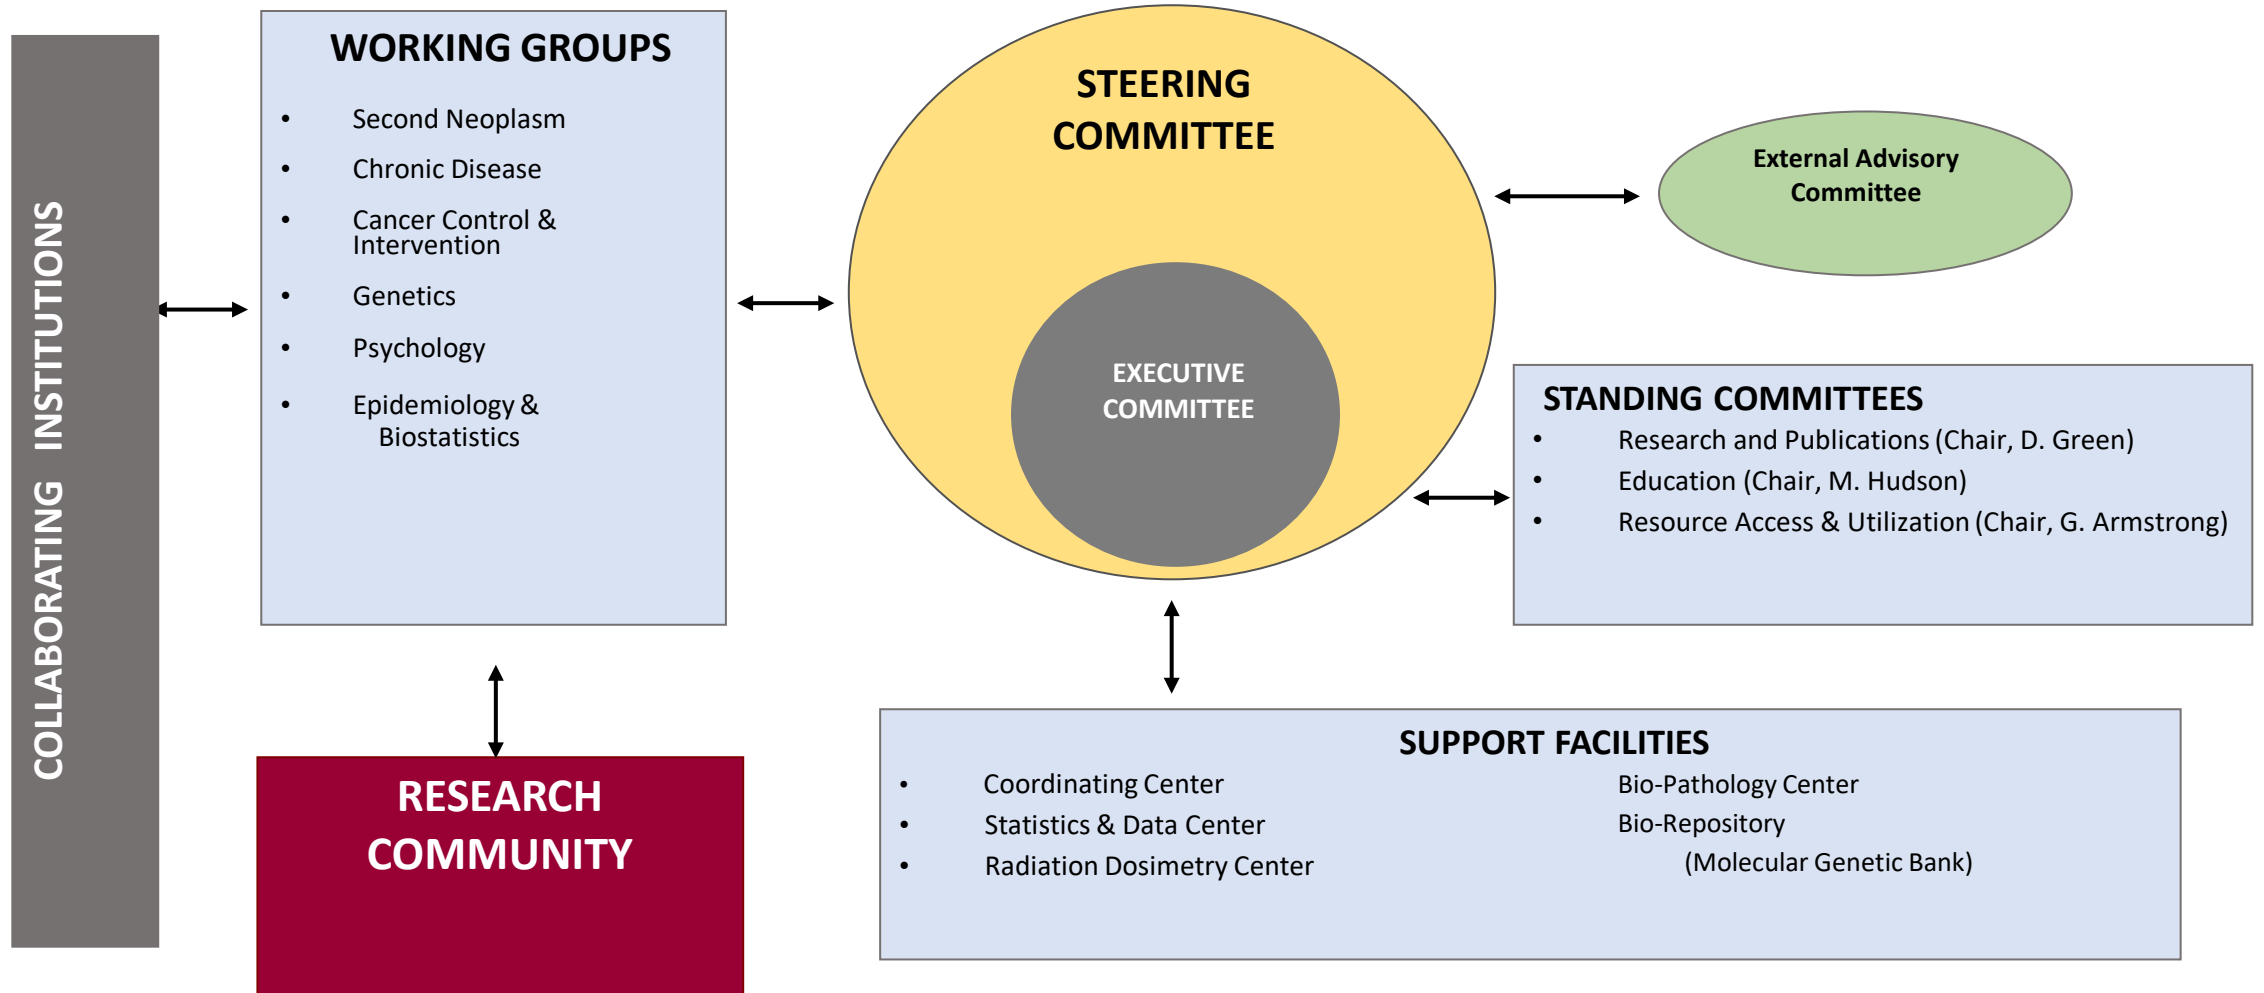 COLLABORATING INSTITUTIONS
WORKING GROUPS
• Second Neoplasm
• Chronic Disease
• Cancer Control &
Intervention
• Genetics
• Psychology
• Epidemiology &
Biostatistics
RESEARCH
COMMUNITY
STEERING
COMMITTEE
EXECUTIVE
COMMITTEE
External Advisory
Committee
STANDING COMMITTEES
• Research and Publications (Chair, D. Green)
• Education (Chair, M. Hudson)
• Resource Access & Utilization (Chair, G. Armstrong)
SUPPORT FACILITIES
• Coordinating Center
• Statistics & Data Center
• Radiation Dosimetry Center
Bio-Pathology Center
Bio-Repository
(Molecular Genetic Bank)